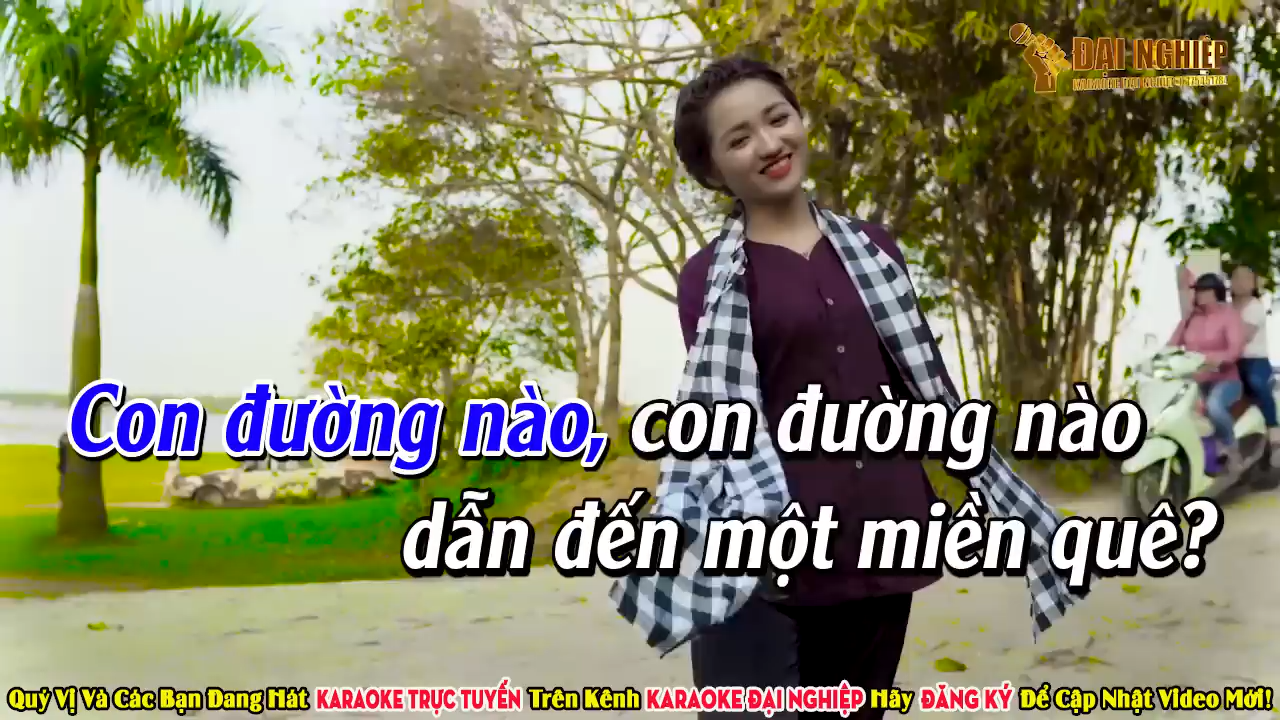 ĐẠI NGHIỆP
Con đường nào, con đường nào
dẫn đến một miền quê?
Quý Vị Và Các Bạn Đang Hát KARAOKE TRỰC TUYẾN Trên Kênh KARAOKE ĐẠI NGHIỆP Hãy ĐĂNG KÝ Để Cập Nhật Video Mới!